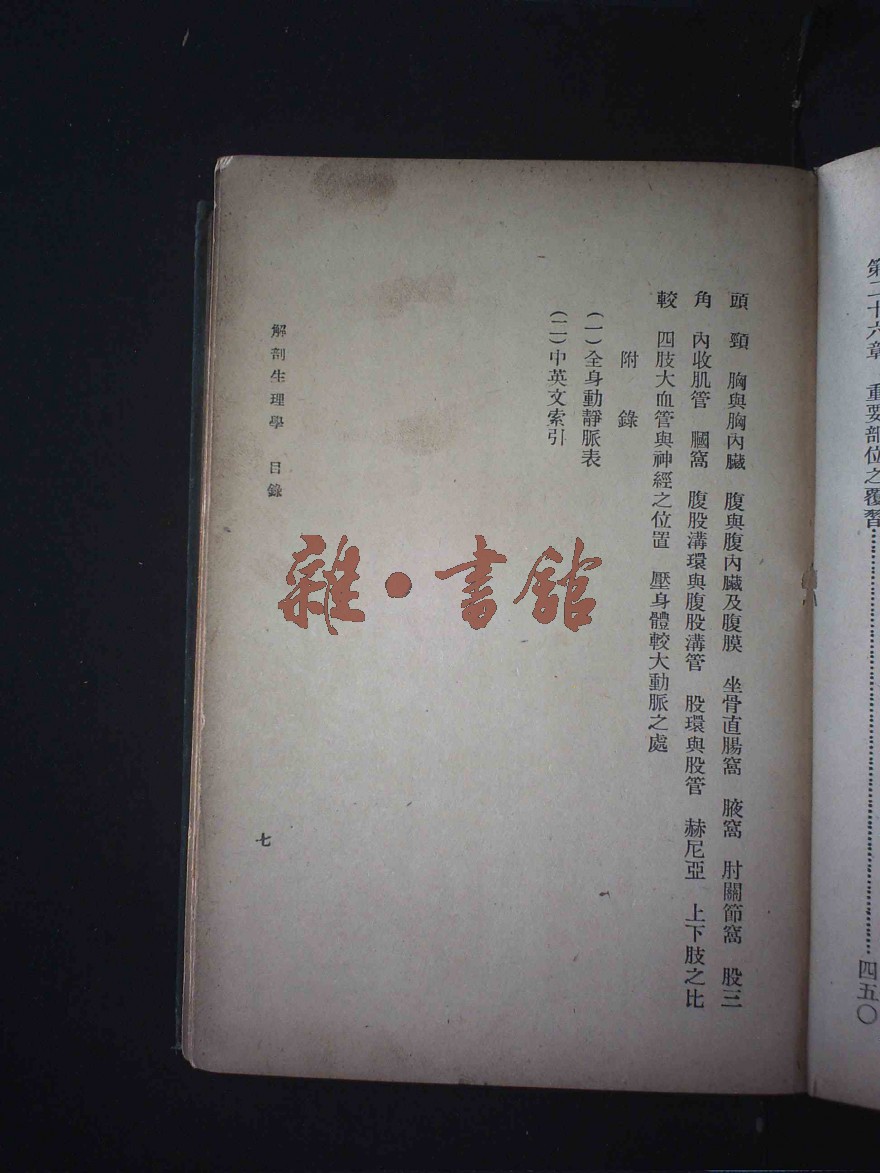 第二十六章　重要部位之覆習……………………四五〇
頭　頸　胸與胸內臟　腹與腹內臟及腹膜　坐骨直腸窩　腋窩　肘關節窩　股三
角　內收肌管　膕窩　腹股溝環與腹股溝管　股環與股管　赫尼亞　上下肢之比
較　四肢大血管與神經之位置　壓身體較大動脈之處
附　錄
(一)全身動靜脈表
(二)中英文索引
解剖生理學　目錄
七
雜·書館